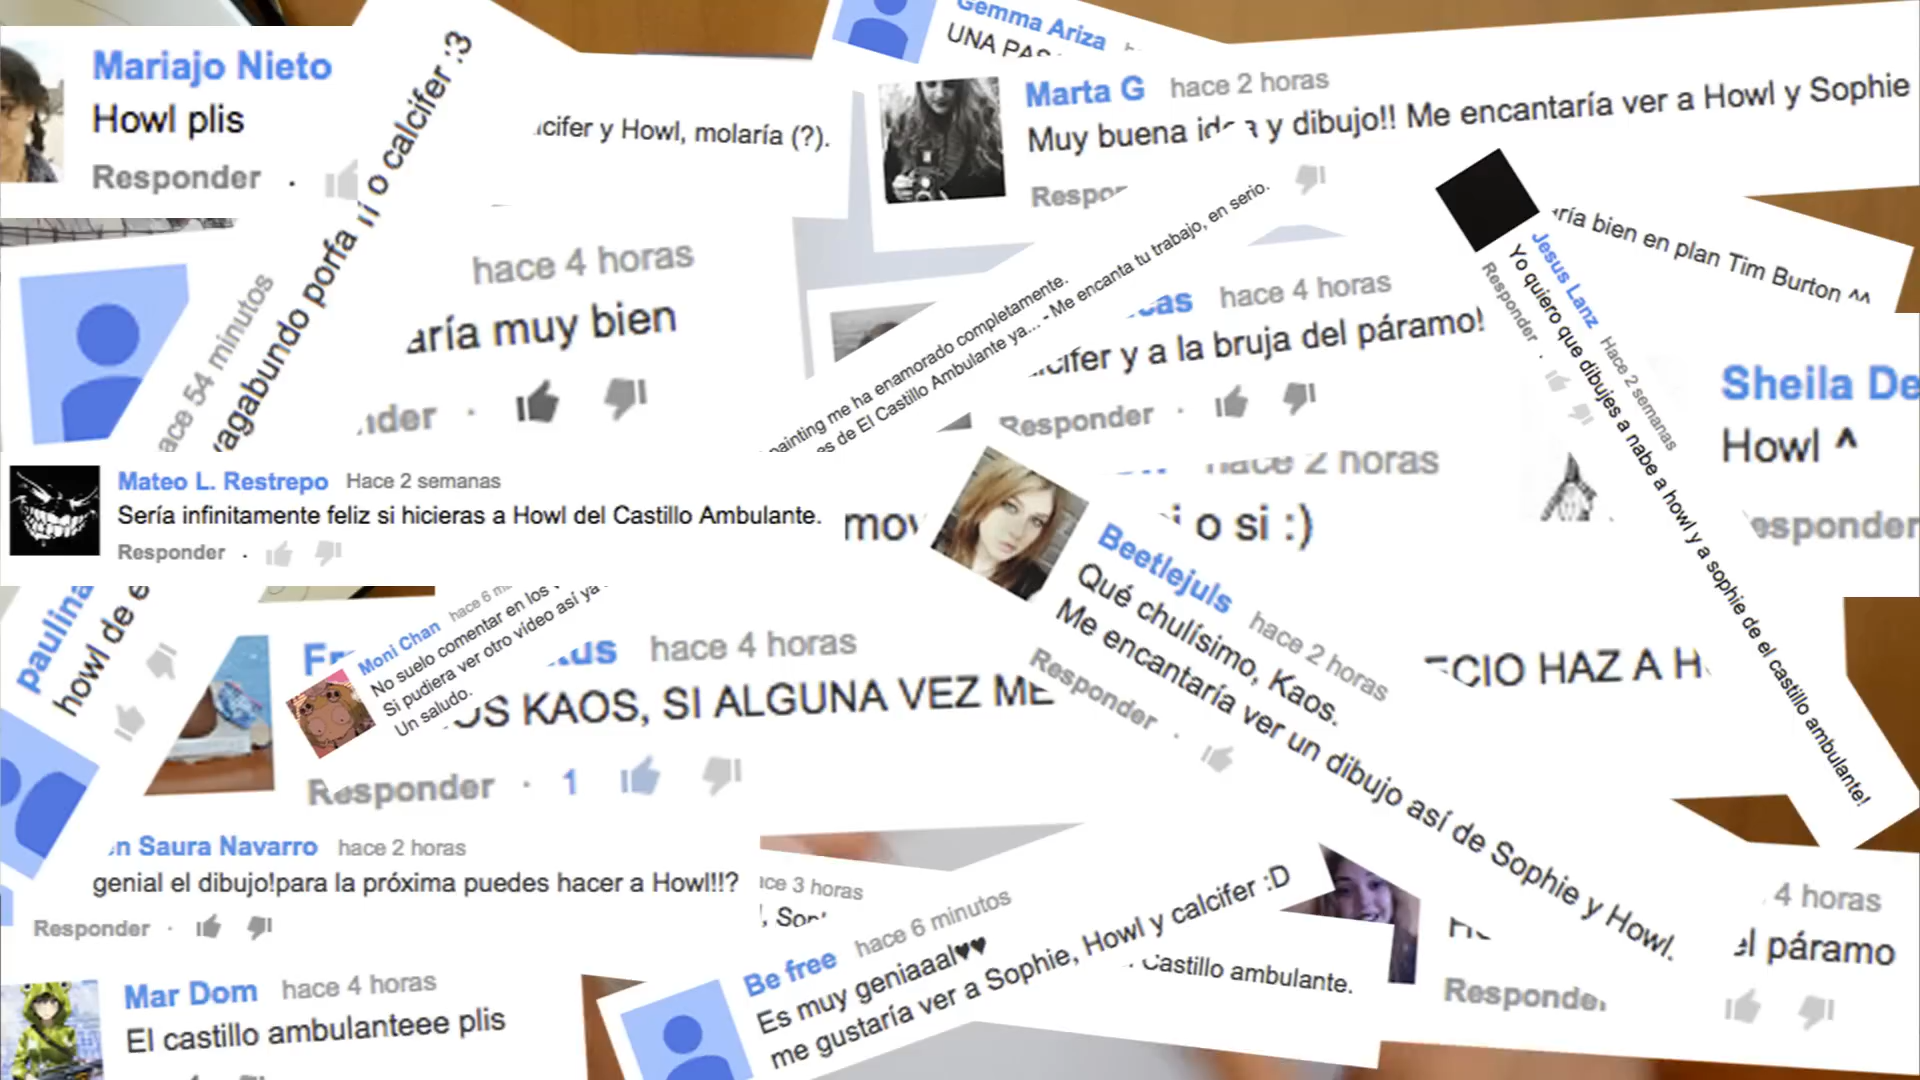 Gemma Ariza
UNA
Mariajo Nieto
Howl plis
Responder ·
o calcifer :3
vagabundo porfa
54 minutos
y Howl, molaría (?).
Marta G hace 2 horas
Muy buena idea y dibujo!! Me encantaría ver a Howl y Sophie
bien en plan Tim Burton ^^
hace 4 horas
muy bien
painting me ha enamorado completamente.
es de El Castillo Ambulante ya... - Me encanta tu trabajo, en serio.
hace 4 horas
y a la bruja del páramo!
Responder ·
Jesus Lanz Hace 2 semanas
Yo quiero que dibujes a nabe a howl y a sophie de el castillo ambulante!
Responder ·
Sheila De
Howl ^
Mateo L. Restrepo Hace 2 semanas
Sería infinitamente feliz si hicieras a Howl del Castillo Ambulante.
Responder ·
hace 2 horas
o si :)
Beetlejuls hace 2 horas
Qué chulísimo, Kaos.
Me encantaría ver un dibujo así de Sophie y Howl.
Responder ·
paulina
howl de
Moni Chan hace 6
No suelo comentar en los
Si pudiera ver otro vídeo así ya
Un saludo.
hace 4 horas
KAOS, SI ALGUNA VEZ ME
HAZ A
Responder · 1
Saura Navarro hace 2 horas
genial el dibujo!para la próxima puedes hacer a Howl!!?
Responder ·
3 horas
Be free hace 6 minutos
Es muy geniaaal♥♥
me gustaría ver a Sophie, Howl y calcifer :D
Castillo ambulante.
4 horas
el páramo
Mar Dom hace 4 horas
El castillo ambulanteee plis